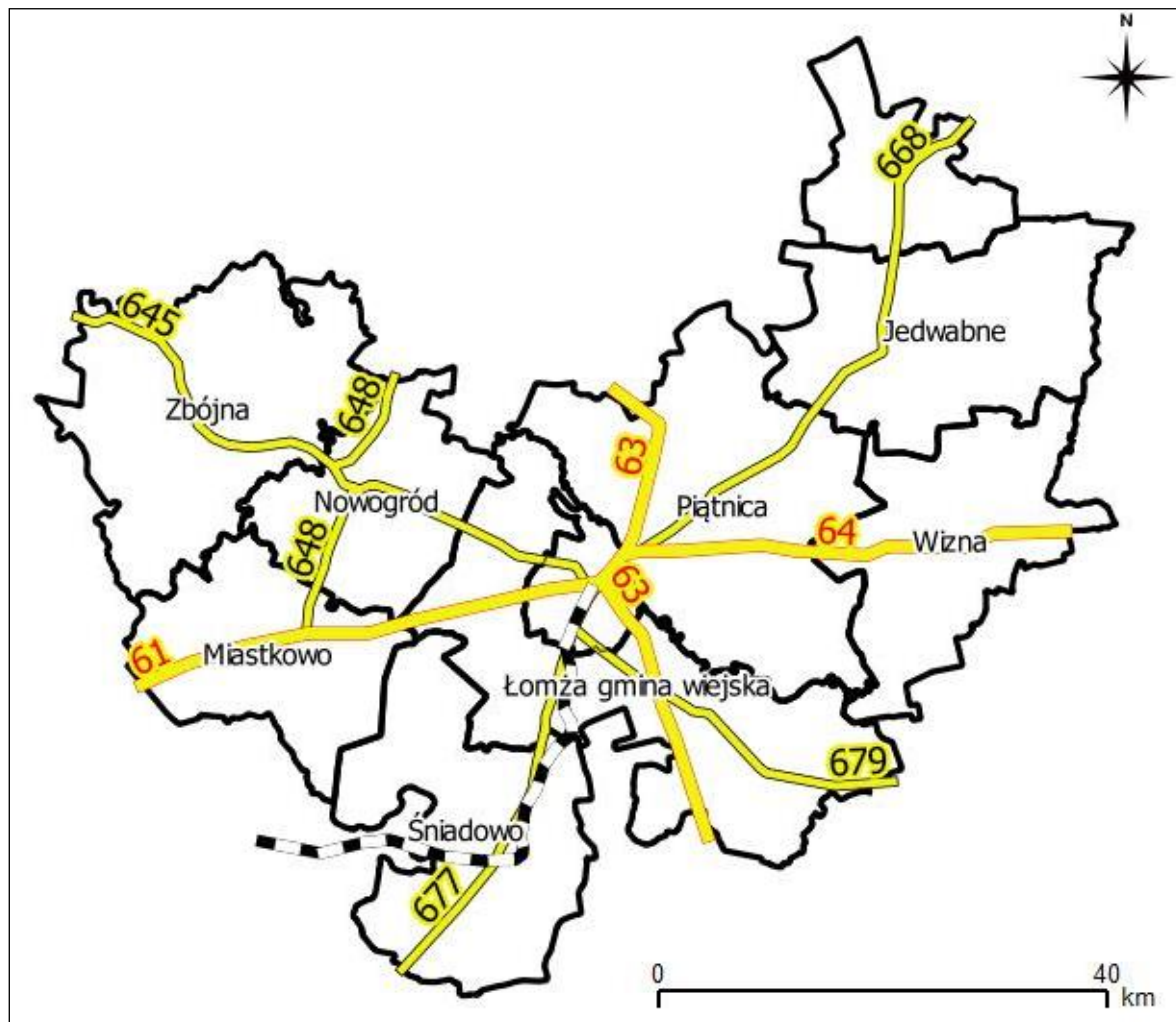 N
668
645
Jedwabne
Zbójna
648
63
Nowogród
Piątnica
648
64
Wizna
63
61
Miastkowo
Łomża gmina wiejska
679
Śniadowo
677
0 40
km